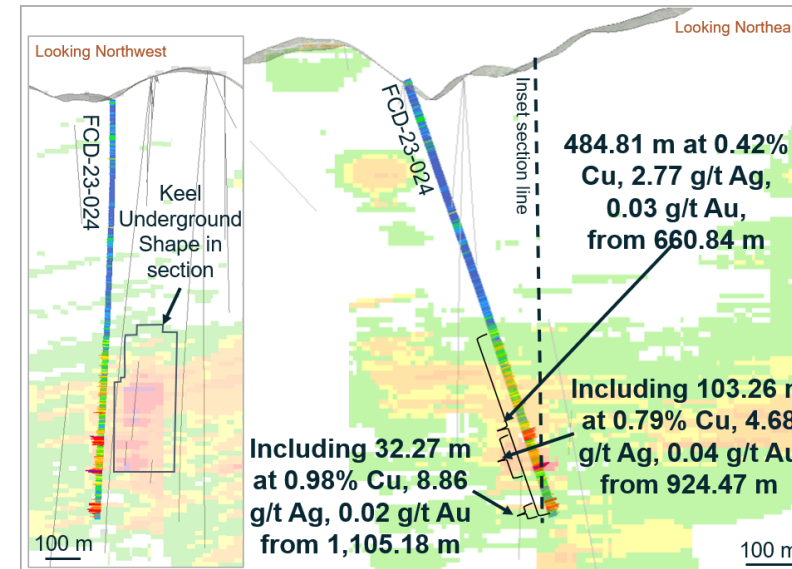 Looking Northwest
FCD-23-024
Keel
Underground
Shape in
section
100 m
Looking Northeas
FCD-23-024
Inset section line
484.81 m at 0.42%
Cu, 2.77 g/t Ag,
0.03 g/t Au,
from 660.84 m
Including 103.26 m
at 0.79% Cu, 4.68
g/t Ag, 0.04 g/t Au
from 924.47 m
Including 32.27 m
at 0.98% Cu, 8.86
g/t Ag, 0.02 g/t Au
from 1,105.18 m
100 m